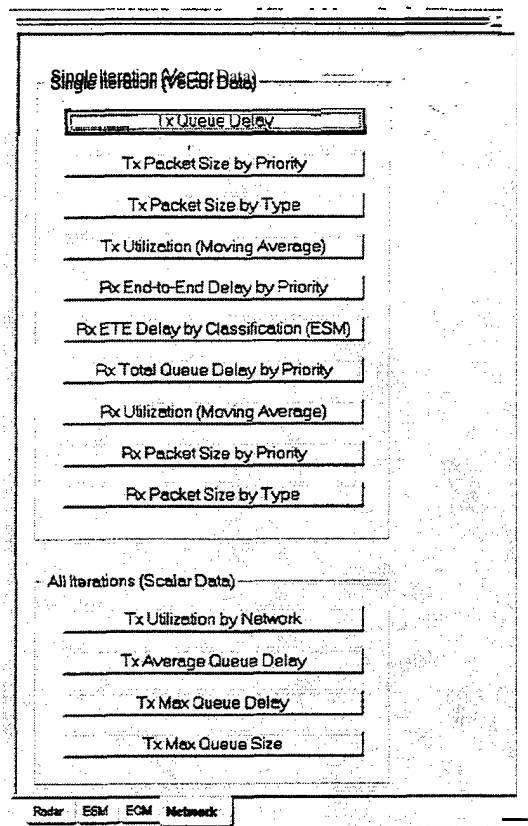 Single Iteration (Vector Data)
Tx Queue Delay
Tx Packet Size by Priority
Tx Packet Size by Type
Tx Utilization (Moving Average)
Rx End-to-End Delay by Priority
Rx ETE Delay by Classification (ESM)
Rx Total Queue Delay by Priority
Rx Utilization (Moving Average)
Rx Packet Size by Priority
Rx Packet Size by Type
All Iterations (Scalar Data)
Tx Utilization by Network
Tx Average Queue Delay
Tx Max Queue Delay
Tx Max Queue Size
Radar ESM ECM Network